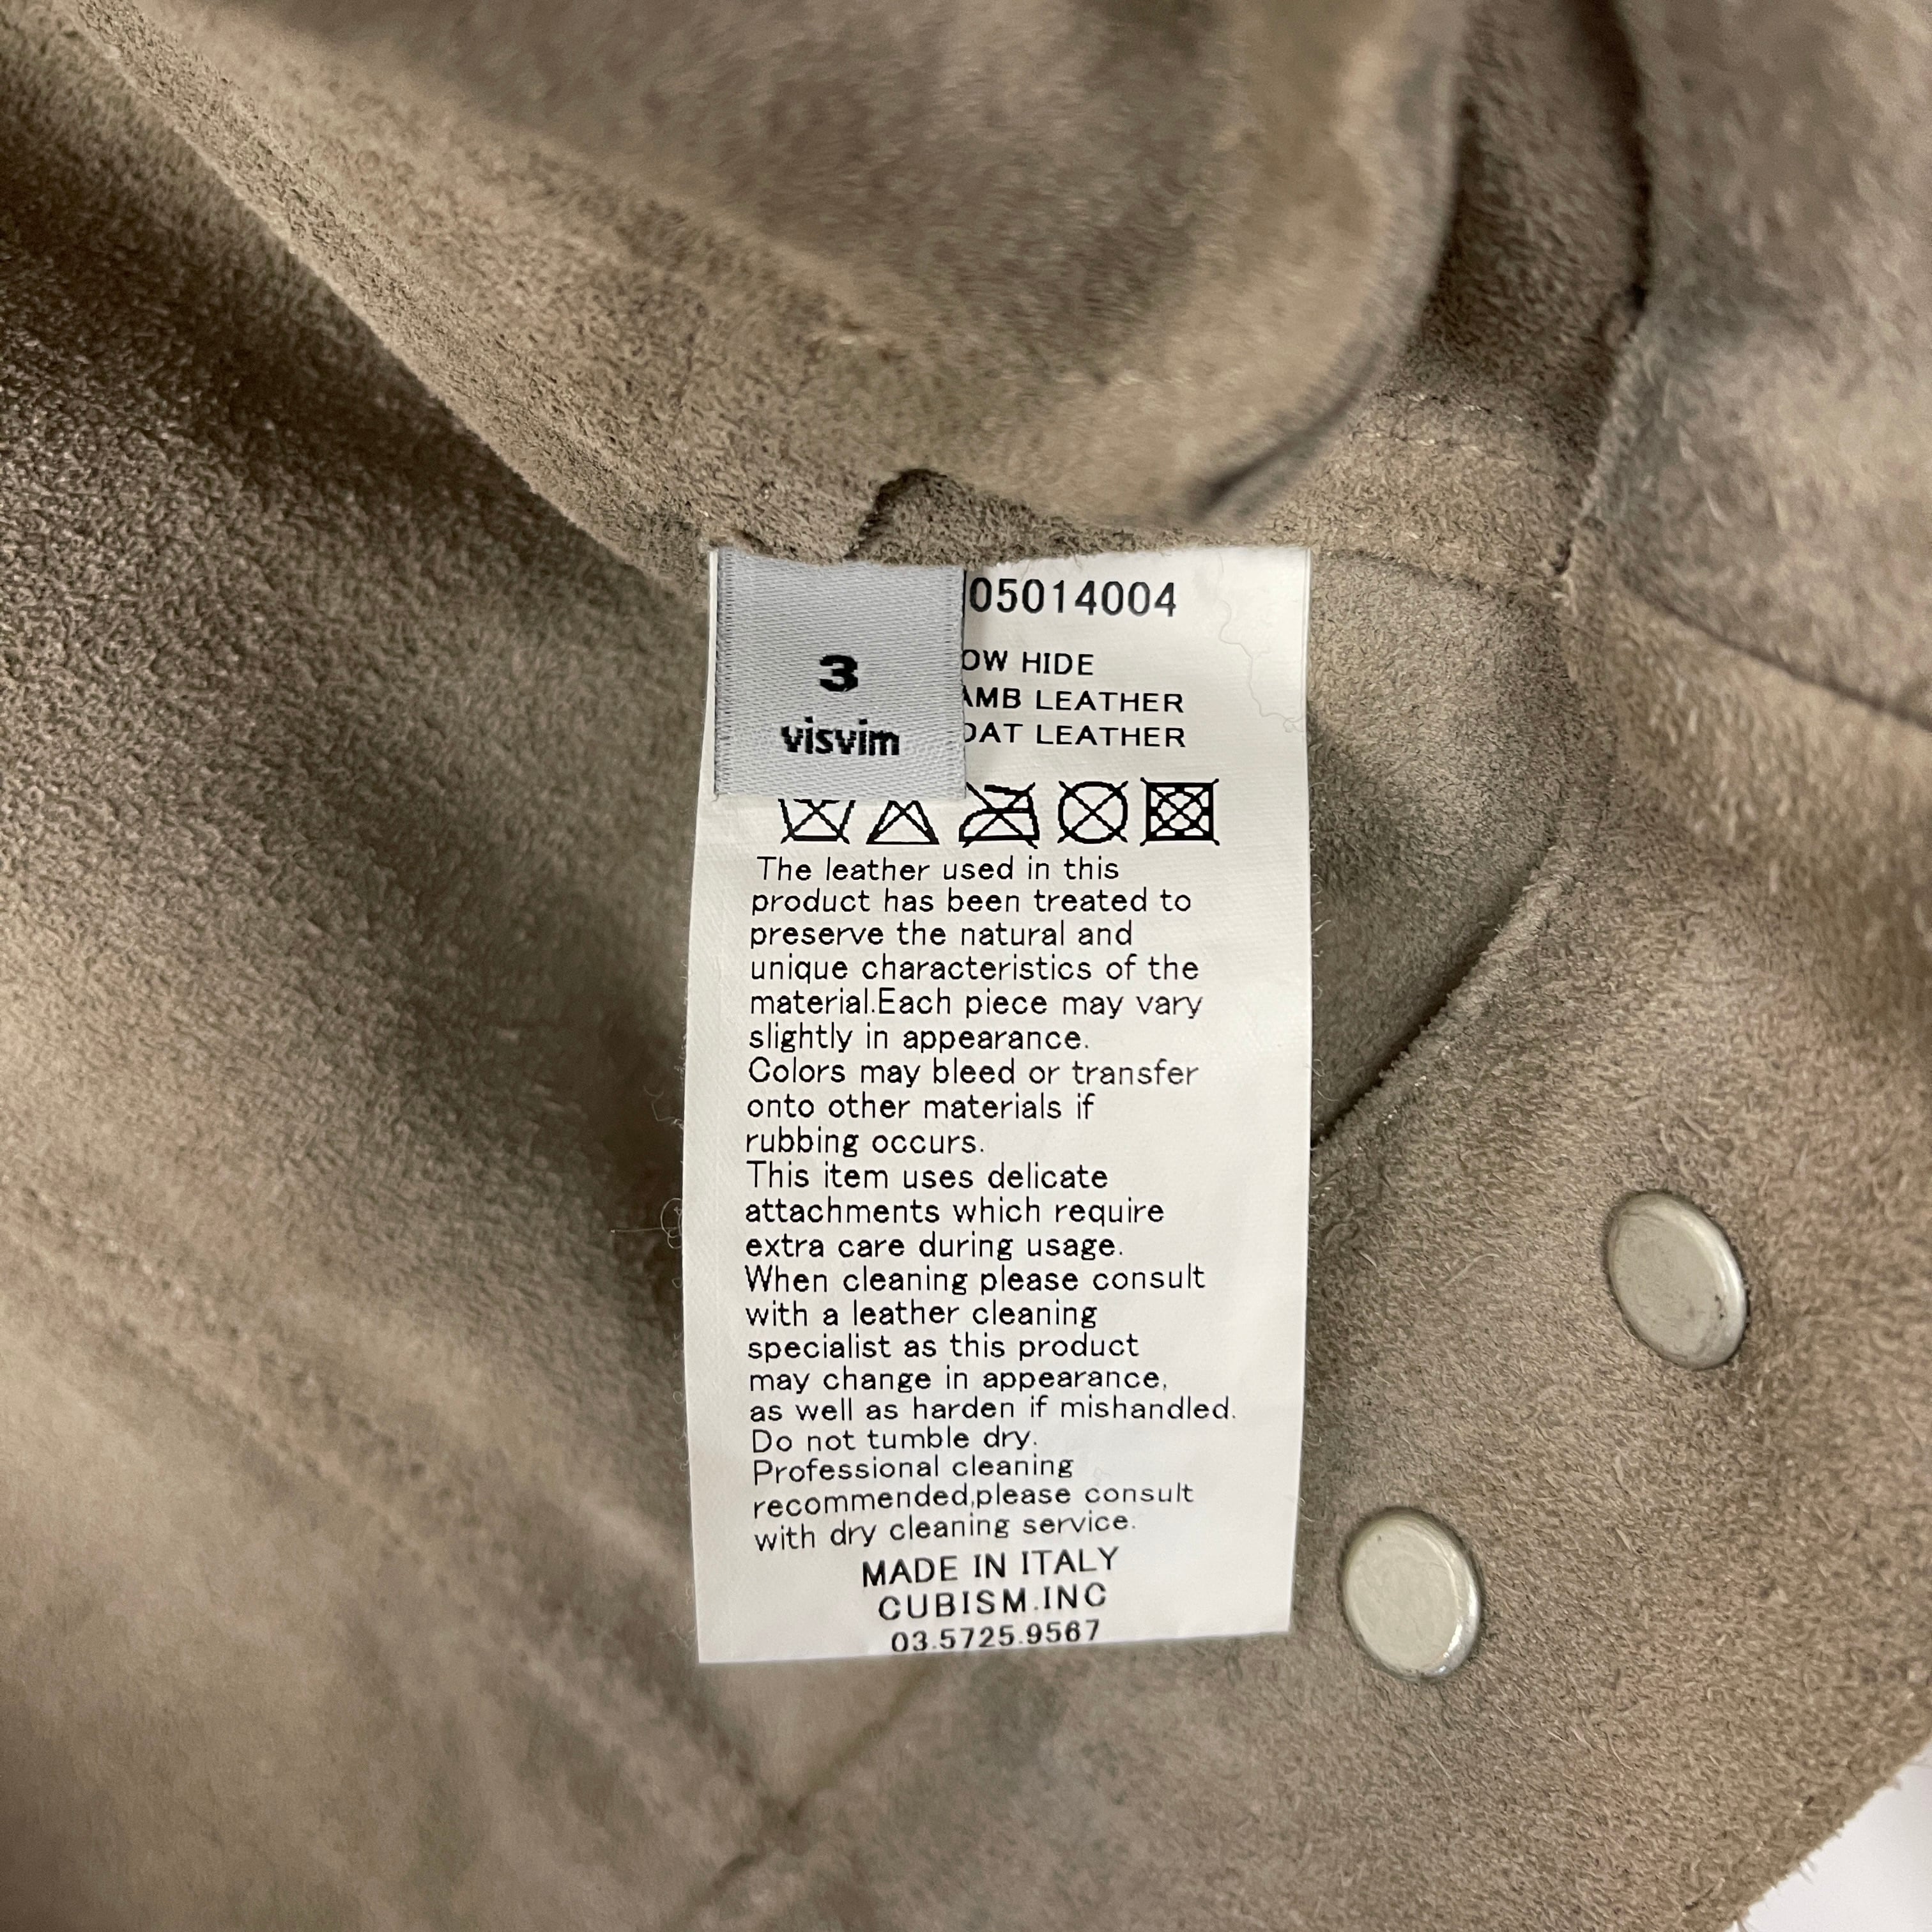 3
visvim
05014004
OW HIDE
AMB LEATHER
OAT LEATHER
The leather used in this
product has been treated to
preserve the natural and
unique characteristics of the
material.Each piece may vary
slightly in appearance.
Colors may bleed or transfer
onto other materials if
rubbing occurs.
This item uses delicate
attachments which require
extra care during usage.
When cleaning please consult
with a leather cleaning
specialist as this product
may change in appearance,
as well as harden if mishandled.
Do not tumble dry.
Professional cleaning
recommended,please consult
with dry cleaning service.
MADE IN ITALY
CUBISM.INC
03.5725.9567